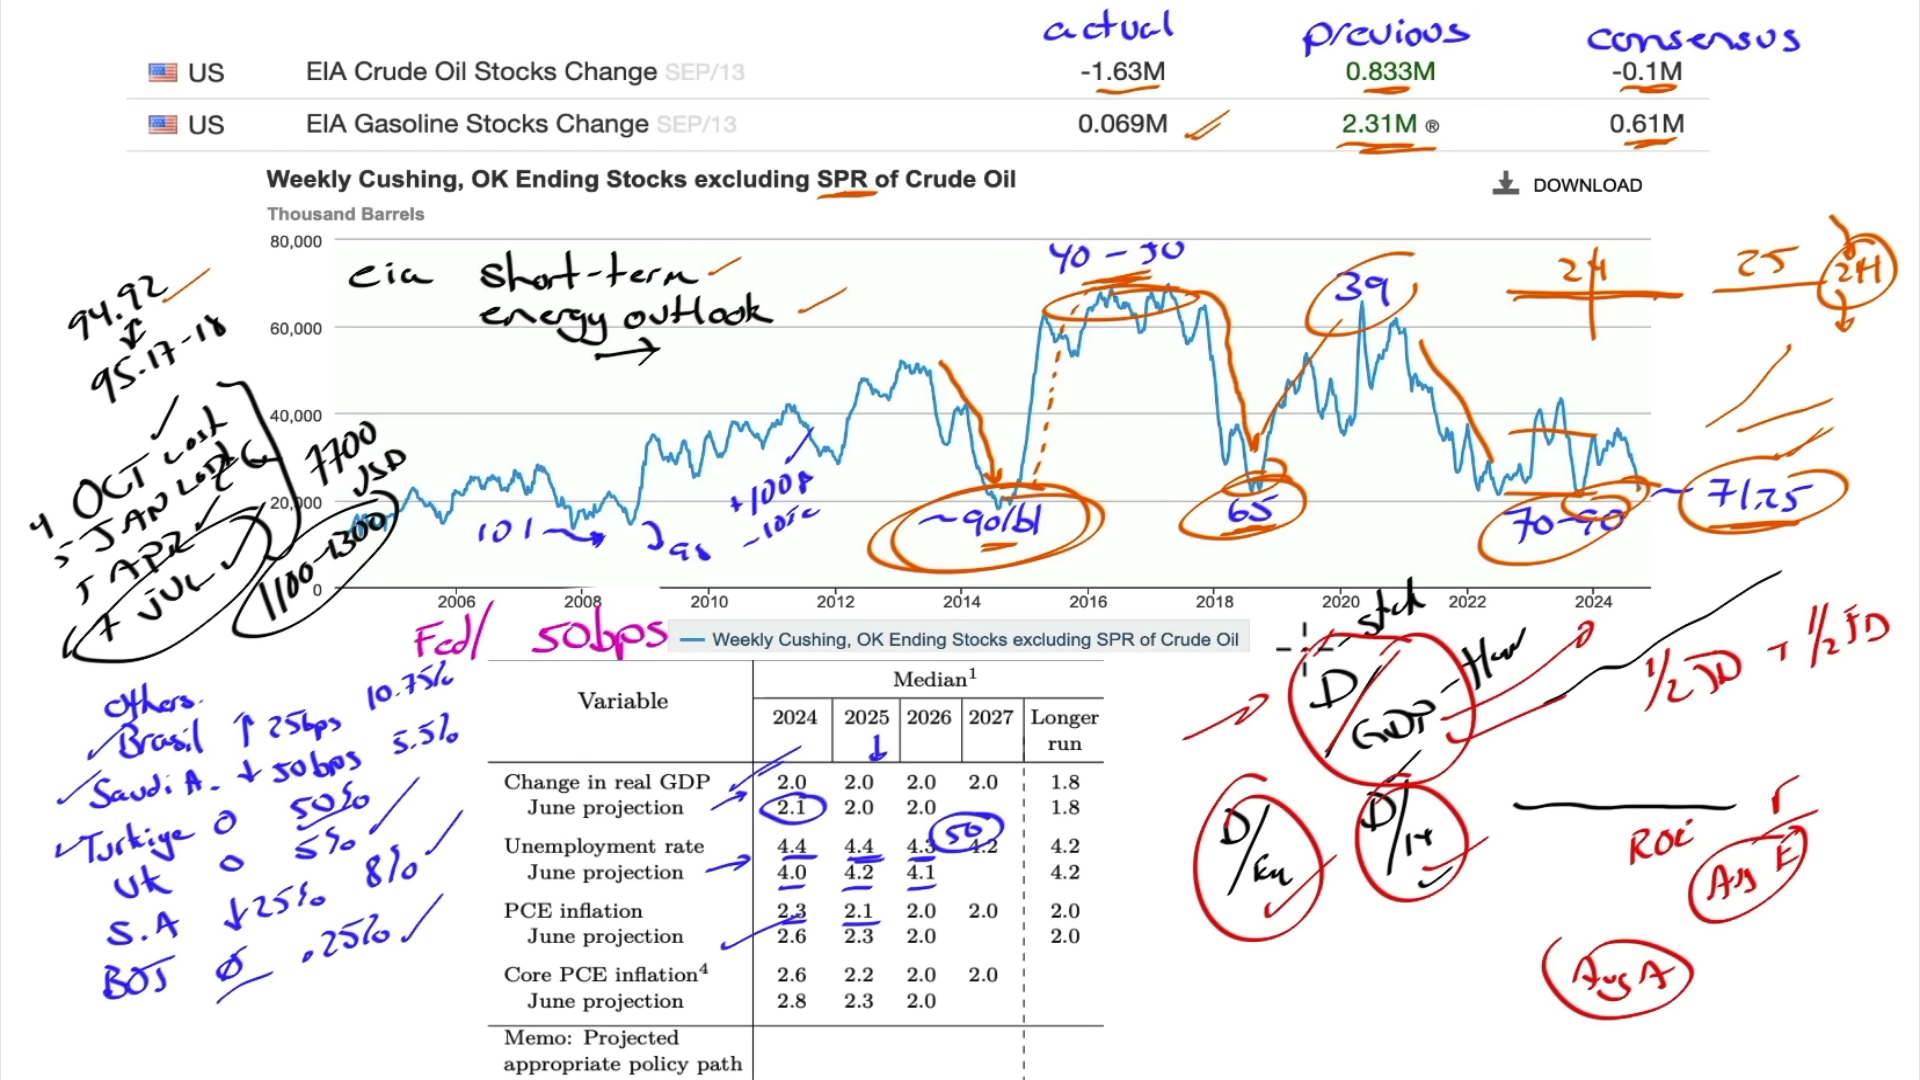 actual previous consensus
US EIA Crude Oil Stocks Change SEP/13 -1.63M 0.833M -0.1M
US EIA Gasoline Stocks Change SEP/13 0.069M 2.31M ® 0.61M
Weekly Cushing, OK Ending Stocks excluding SPR of Crude Oil
DOWNLOAD
Thousand Barrels
80,000
60,000
40,000
20,000
0
2006 2008 2010 2012 2014 2016 2018 2020 2022 2024
Weekly Cushing, OK Ending Stocks excluding SPR of Crude Oil
eia short-term
energy outlook
40 - 50
39
24
25
2H
94.92
95.17-18
4 OCT Lost
5 JAN
5 APR
7 JUL
7700
USD
1100-1300
101
98
+100k
~90/bl
65
70-90
~71.25
Fed/ 50bps
Others
Brasil ↑ 25bps 10.75%
Saudi A. ↓ 50bps 5.5%
Turkiye 0 50%
UK 0 5%
S.A ↓ 25% 8%
BOJ Ø .25%
Variable Median¹
2024 2025 2026 2027 Longer
run
Change in real GDP 2.0 2.0 2.0 2.0 1.8
June projection 2.1 2.0 2.0 1.8
50
Unemployment rate 4.4 4.4 4.3 4.2 4.2
June projection 4.0 4.2 4.1 4.2
PCE inflation 2.3 2.1 2.0 2.0 2.0
June projection 2.6 2.3 2.0 2.0
Core PCE inflation⁴ 2.6 2.2 2.0 2.0
June projection 2.8 2.3 2.0
Memo: Projected
appropriate policy path
D/GDP
D/
D/
ROE
r
Avg E
Avg A